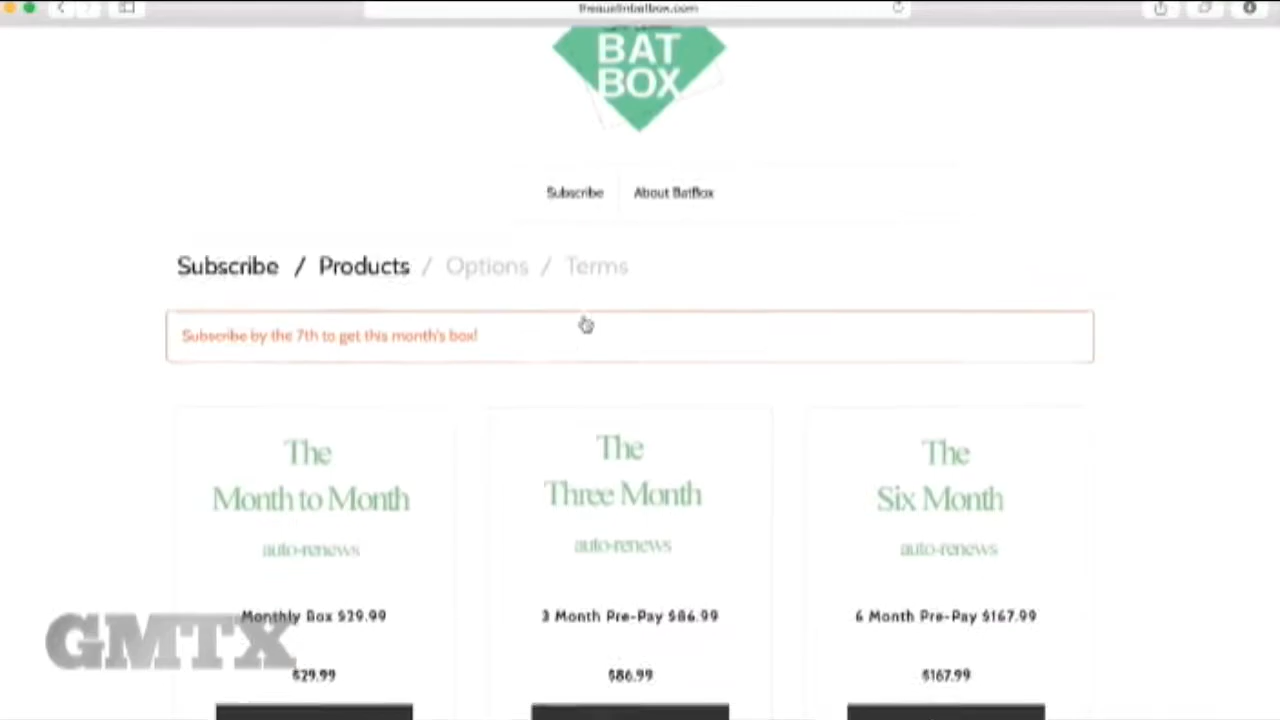 theaustinbatbox.com
BAT
BOX
Subscribe
About BatBox
Subscribe / Products / Options / Terms
Subscribe by the 7th to get this month's box!
The
Month to Month
auto-renews
Monthly Box $29.99
$29.99
The
Three Month
auto-renews
3 Month Pre-Pay $86.99
$86.99
The
Six Month
auto-renews
6 Month Pre-Pay $167.99
$167.99
GMTX